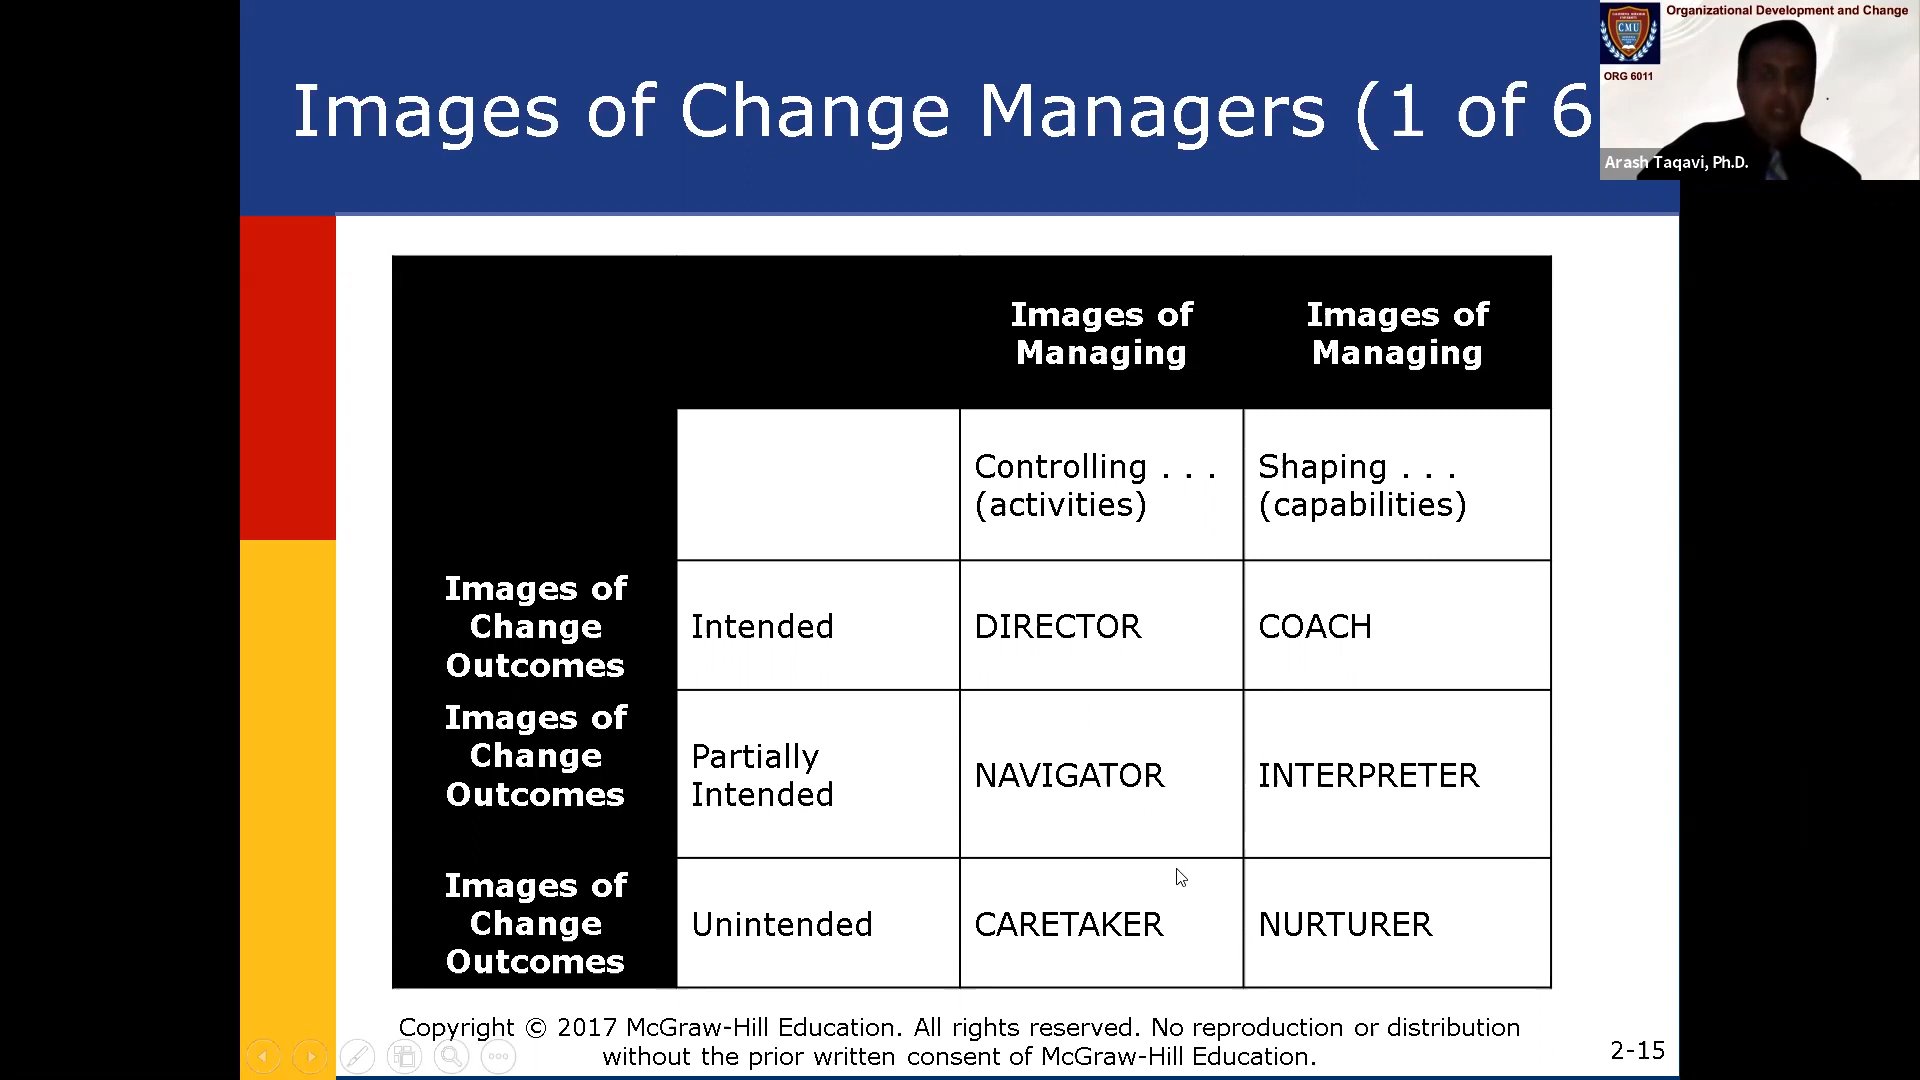 Images of Change Managers (1 of 6
Organizational Development and Change
CMU
ORG 6011
Arash Taqavi, Ph.D.
Images of
Managing
Images of
Managing
Controlling . . .
(activities)
Shaping . . .
(capabilities)
Images of
Change
Outcomes
Intended
DIRECTOR
COACH
Images of
Change
Outcomes
Partially
Intended
NAVIGATOR
INTERPRETER
Images of
Change
Outcomes
Unintended
CARETAKER
NURTURER
Copyright © 2017 McGraw-Hill Education. All rights reserved. No reproduction or distribution
without the prior written consent of McGraw-Hill Education.
2-15